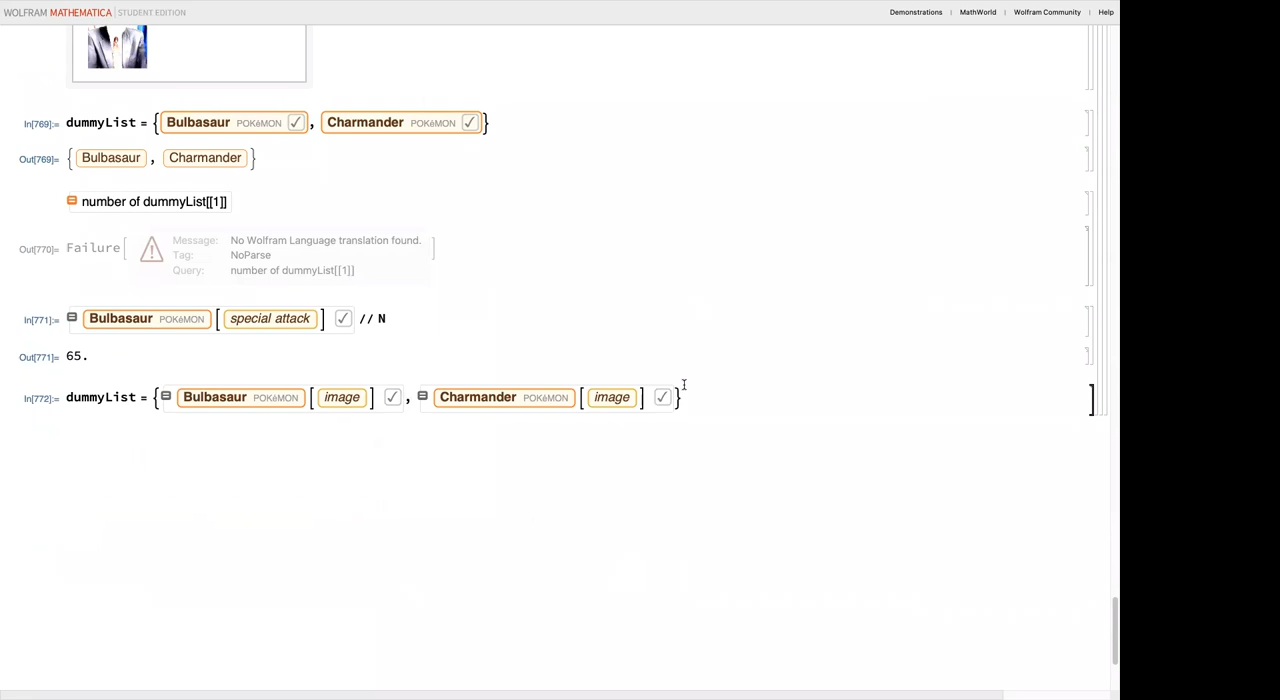 WOLFRAM MATHEMATICA | STUDENT EDITION Demonstrations | MathWorld | Wolfram Community | Help
In[769]:= dummyList = {Bulbasaur POKéMON ✓, Charmander POKéMON ✓}
Out[769]= {Bulbasaur, Charmander}
number of dummyList[[1]]
Out[770]= Failure[
Message: No Wolfram Language translation found.
Tag: NoParse
Query: number of dummyList[[1]]
]
In[771]:= Bulbasaur POKéMON [special attack] ✓ // N
Out[771]= 65.
In[772]:= dummyList = {Bulbasaur POKéMON [image] ✓, Charmander POKéMON [image] ✓}